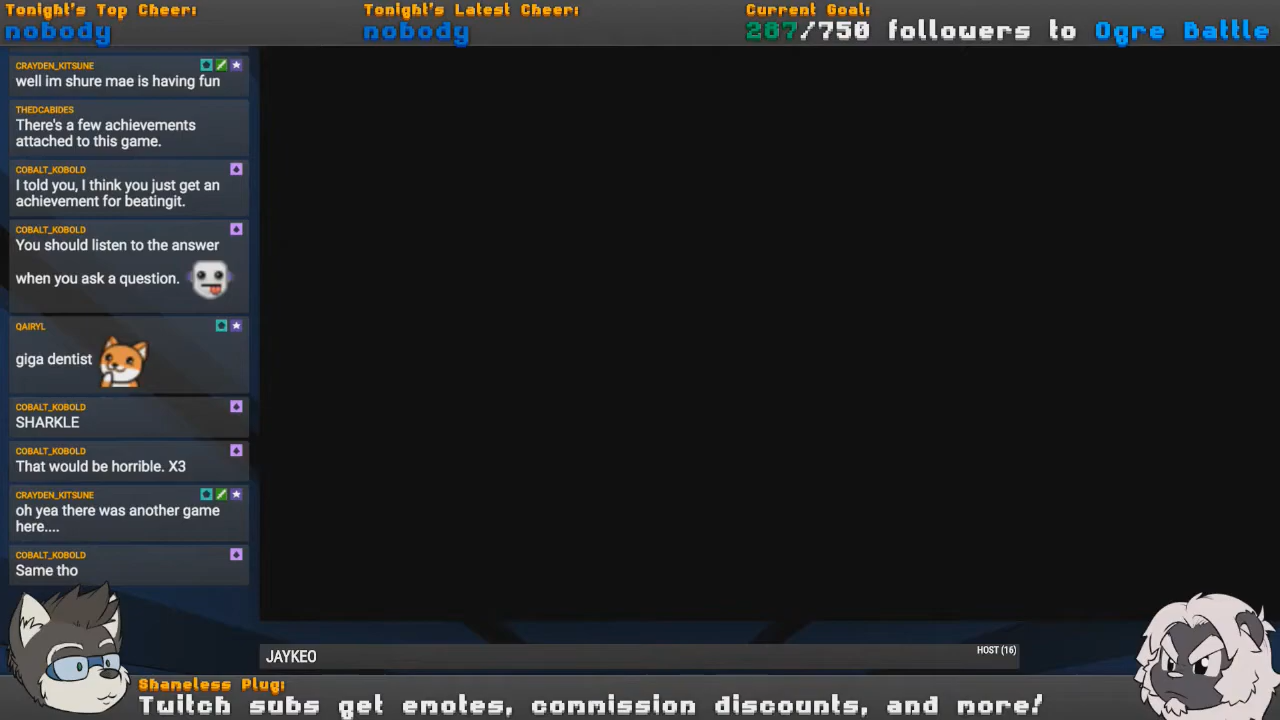 Tonight's Top Cheer:
nobody
Tonight's Latest Cheer:
nobody
Current Goal:
287/750 followers to Ogre Battle
CRAYDEN_KITSUNE
well im shure mae is having fun
THEDCABIDES
There's a few achievements
attached to this game.
COBALT_KOBOLD
I told you, I think you just get an
achievement for beatingit.
COBALT_KOBOLD
You should listen to the answer
when you ask a question.
QAIRYL
giga dentist
COBALT_KOBOLD
SHARKLE
COBALT_KOBOLD
That would be horrible. X3
CRAYDEN_KITSUNE
oh yea there was another game
here....
COBALT_KOBOLD
Same tho
JAYKEO
HOST (16)
Shameless Plug:
Twitch subs get emotes, commission discounts, and more!